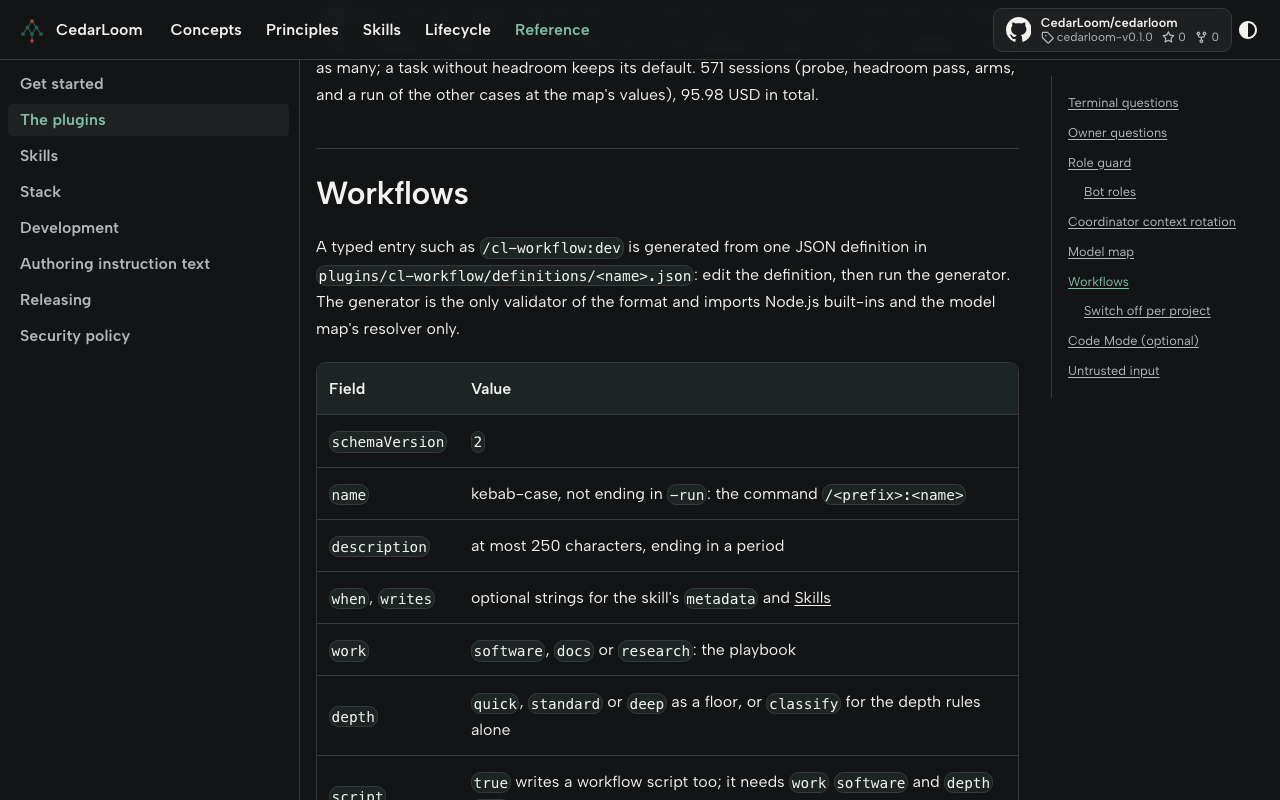 CedarLoom
Concepts
Principles
Skills
Lifecycle
Reference
CedarLoom/cedarloom
cedarloom-v0.1.0 0 0
Get started
The plugins
Skills
Stack
Development
Authoring instruction text
Releasing
Security policy
as many; a task without headroom keeps its default. 571 sessions (probe, headroom pass, arms,
and a run of the other cases at the map's values), 95.98 USD in total.
Workflows
A typed entry such as /cl-workflow:dev is generated from one JSON definition in
plugins/cl-workflow/definitions/<name>.json: edit the definition, then run the generator.
The generator is the only validator of the format and imports Node.js built-ins and the model
map's resolver only.
Field Value
schemaVersion 2
name kebab-case, not ending in -run: the command /<prefix>:<name>
description at most 250 characters, ending in a period
when, writes optional strings for the skill's metadata and Skills
work software, docs or research: the playbook
depth quick, standard or deep as a floor, or classify for the depth rules
alone
script true writes a workflow script too; it needs work software and depth
Terminal questions
Owner questions
Role guard
Bot roles
Coordinator context rotation
Model map
Workflows
Switch off per project
Code Mode (optional)
Untrusted input